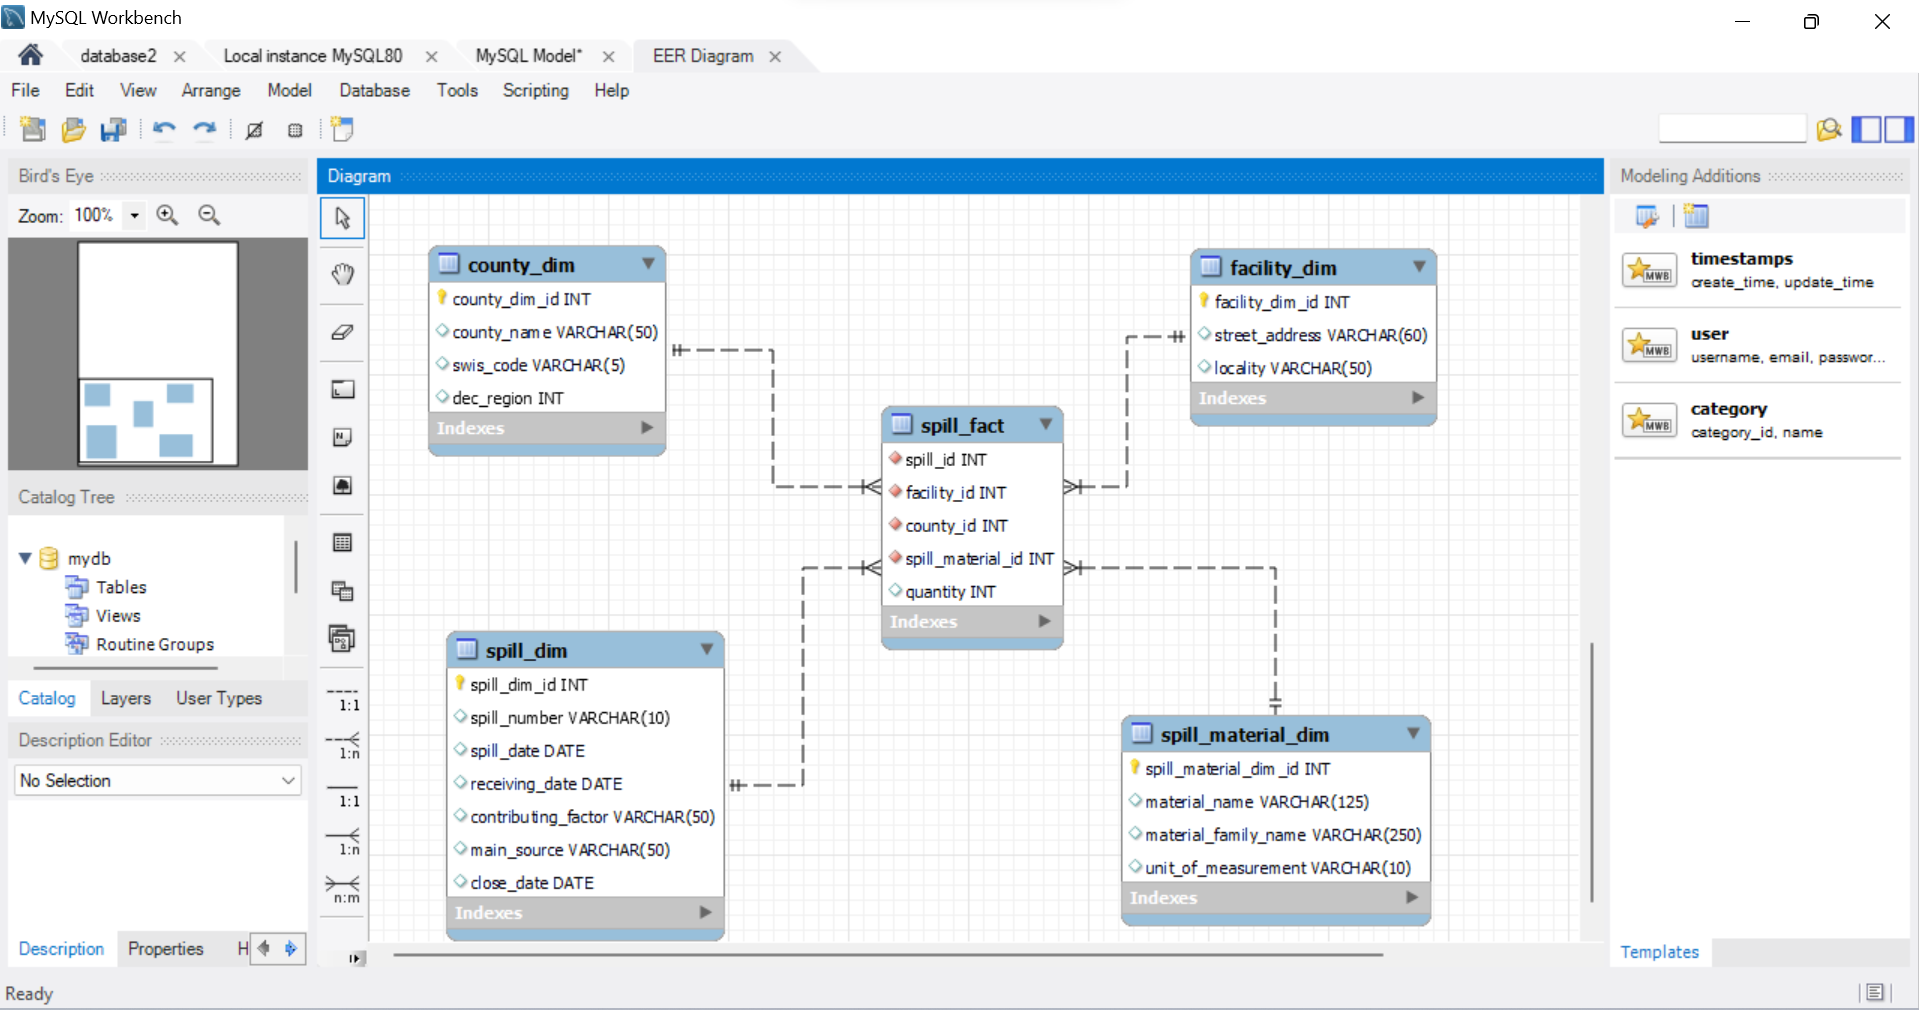 MySQL Workbench
database2
Local instance MySQL80
MySQL Model*
EER Diagram
File Edit View Arrange Model Database Tools Scripting Help
Bird's Eye
Zoom: 100%
Catalog Tree
mydb
Tables
Views
Routine Groups
Catalog Layers User Types
Description Editor
No Selection
Description Properties H
Ready
Diagram
1:1
1:n
1:1
1:n
n:m
county_dim
county_dim_id INT
county_name VARCHAR(50)
swis_code VARCHAR(5)
dec_region INT
Indexes
facility_dim
facility_dim_id INT
street_address VARCHAR(60)
locality VARCHAR(50)
Indexes
spill_fact
spill_id INT
facility_id INT
county_id INT
spill_material_id INT
quantity INT
Indexes
spill_dim
spill_dim_id INT
spill_number VARCHAR(10)
spill_date DATE
receiving_date DATE
contributing_factor VARCHAR(50)
main_source VARCHAR(50)
close_date DATE
Indexes
spill_material_dim
spill_material_dim_id INT
material_name VARCHAR(125)
material_family_name VARCHAR(250)
unit_of_measurement VARCHAR(10)
Indexes
Modeling Additions
MWB
timestamps
create_time, update_time
MWB
user
username, email, passwor...
MWB
category
category_id, name
Templates